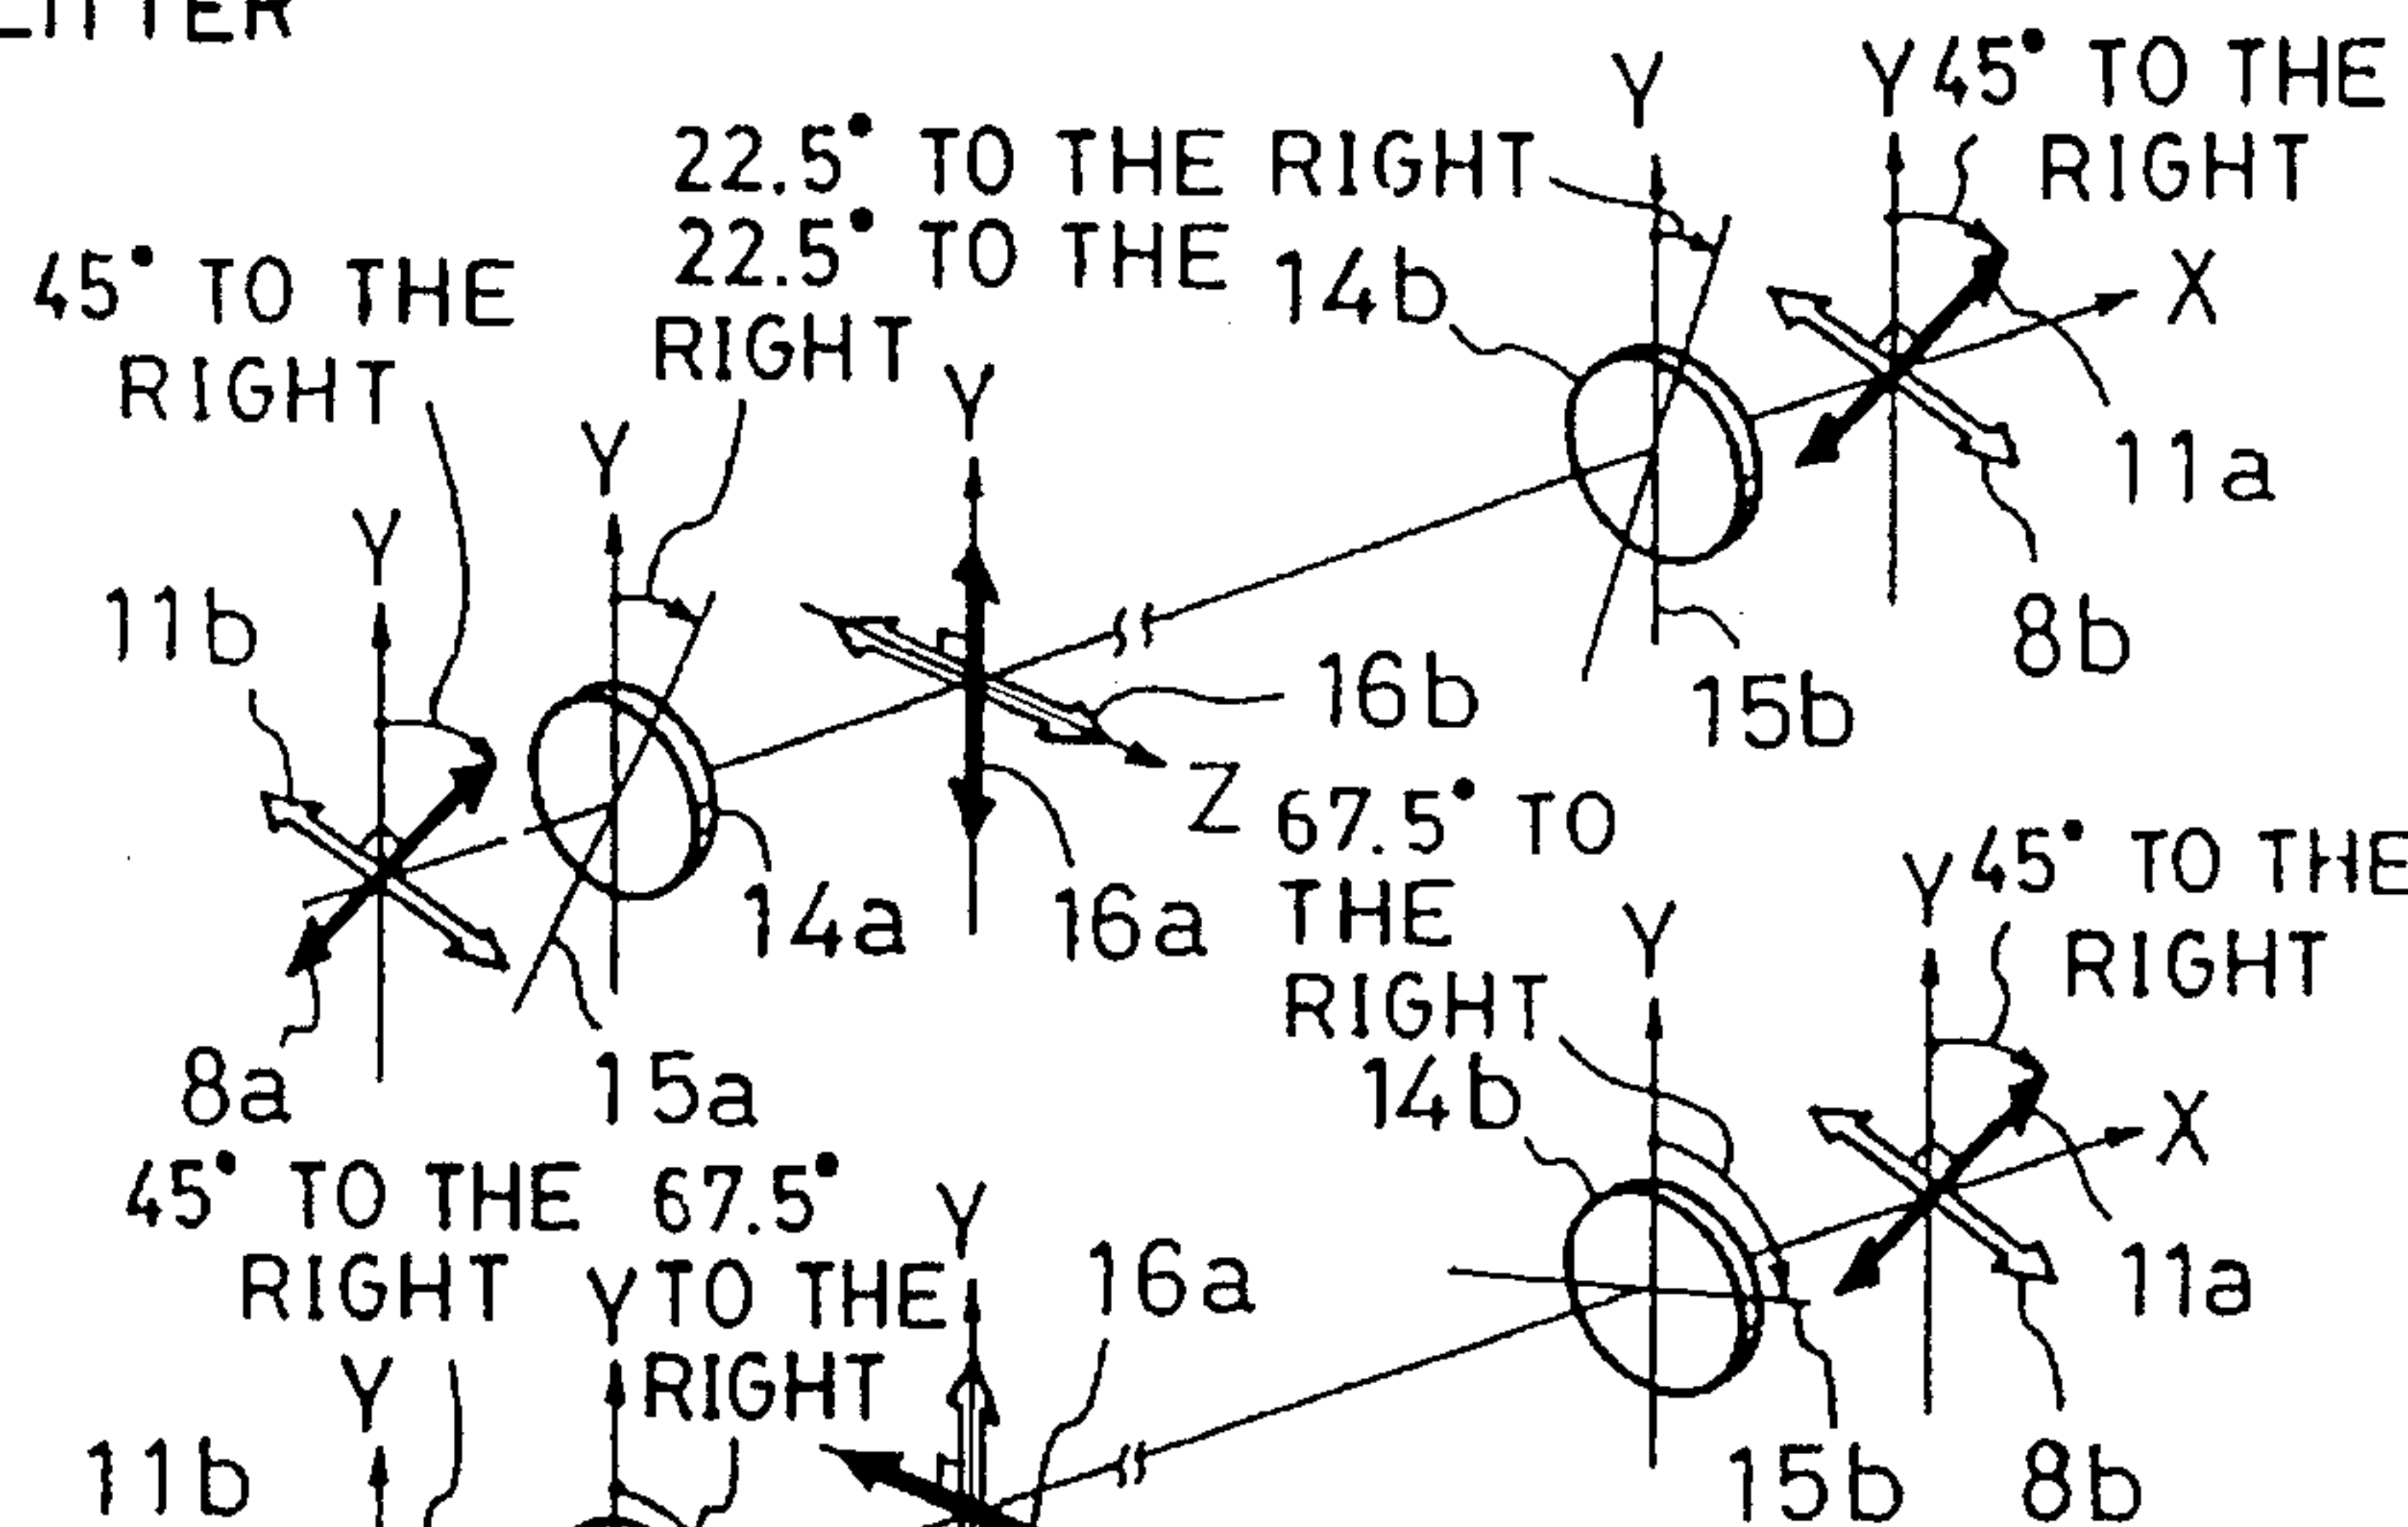 Y
Y 45° TO THE
RIGHT
22.5° TO THE RIGHT
22.5° TO THE
RIGHT
14b
X
45° TO THE
RIGHT
Y
Y
Y
11a
11b
8b
16b
15b
Z
67.5° TO
THE
RIGHT
14a
16a
Y
Y 45° TO THE
RIGHT
8a
15a
14b
X
45° TO THE
RIGHT
67.5°
TO THE
RIGHT
Y
Y
16a
11a
Y
11b
15b
8b